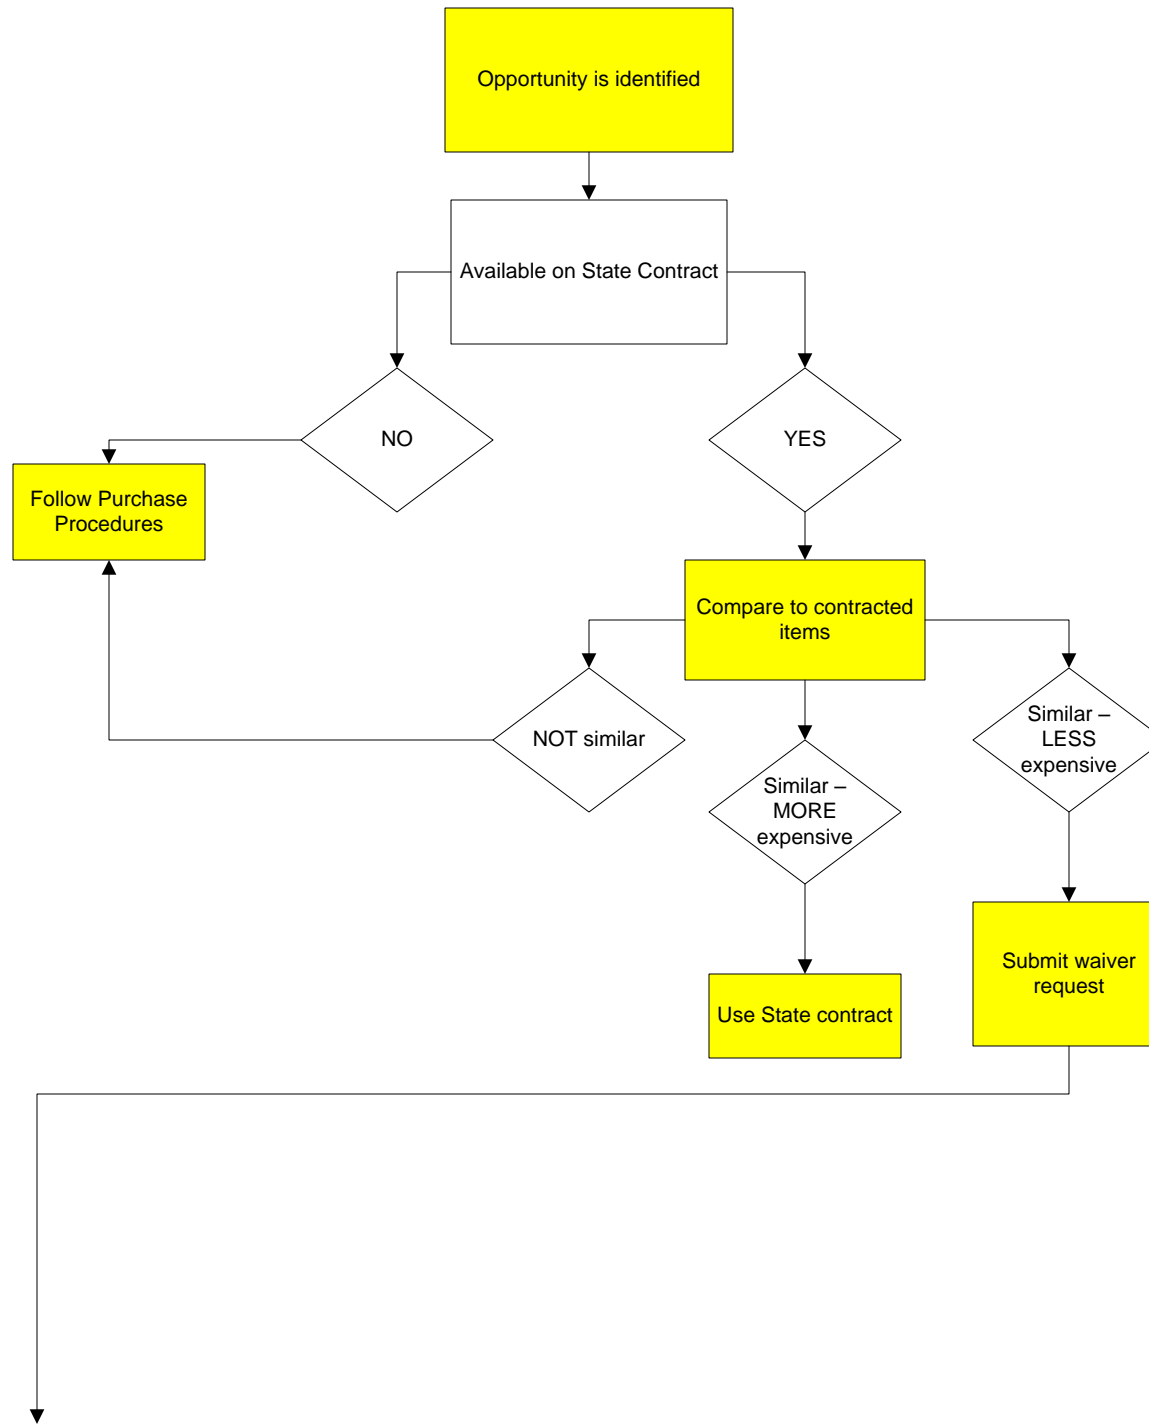 Opportunity is identified
Available on State Contract
NO
YES
Follow Purchase
Procedures
Compare to contracted
items
NOT similar
Similar –
MORE
expensive
Similar –
LESS
expensive
Use State contract
Submit waiver
request